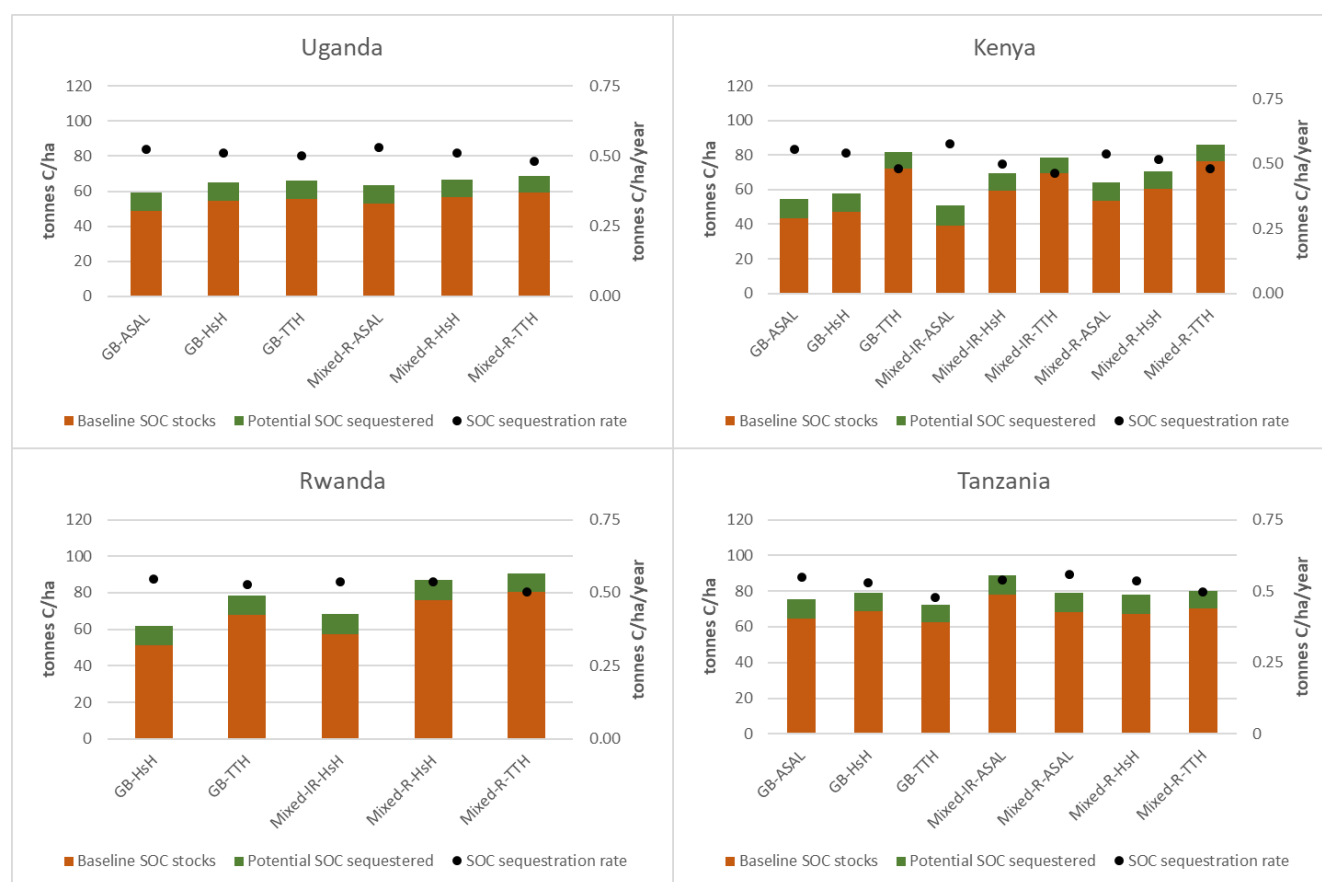 Uganda
tonnes C/ha
120
100
80
60
40
20
0
0.75
0.50
0.25
0.00
tonnes C/ha/year
GB-ASAL
GB-HsH
GB-TTH
Mixed-R-ASAL
Mixed-R-HsH
Mixed-R-TTH
Baseline SOC stocks Potential SOC sequestered SOC sequestration rate
Kenya
tonnes C/ha
120
100
80
60
40
20
0
0.75
0.50
0.25
0.00
tonnes C/ha/year
GB-ASAL
GB-HsH
GB-TTH
Mixed-IR-ASAL
Mixed-IR-HsH
Mixed-IR-TTH
Mixed-R-ASAL
Mixed-R-HsH
Mixed-R-TTH
Baseline SOC stocks Potential SOC sequestered SOC sequestration rate
Rwanda
tonnes C/ha
120
100
80
60
40
20
0
0.75
0.50
0.25
0.00
tonnes C/ha/year
GB-HsH
GB-TTH
Mixed-IR-HsH
Mixed-R-HsH
Mixed-R-TTH
Baseline SOC stocks Potential SOC sequestered SOC sequestration rate
Tanzania
tonnes C/ha
120
100
80
60
40
20
0
0.75
0.5
0.25
0
tonnes C/ha/year
GB-ASAL
GB-HsH
GB-TTH
Mixed-IR-ASAL
Mixed-R-ASAL
Mixed-R-HsH
Mixed-R-TTH
Baseline SOC stocks Potential SOC sequestered SOC sequestration rate